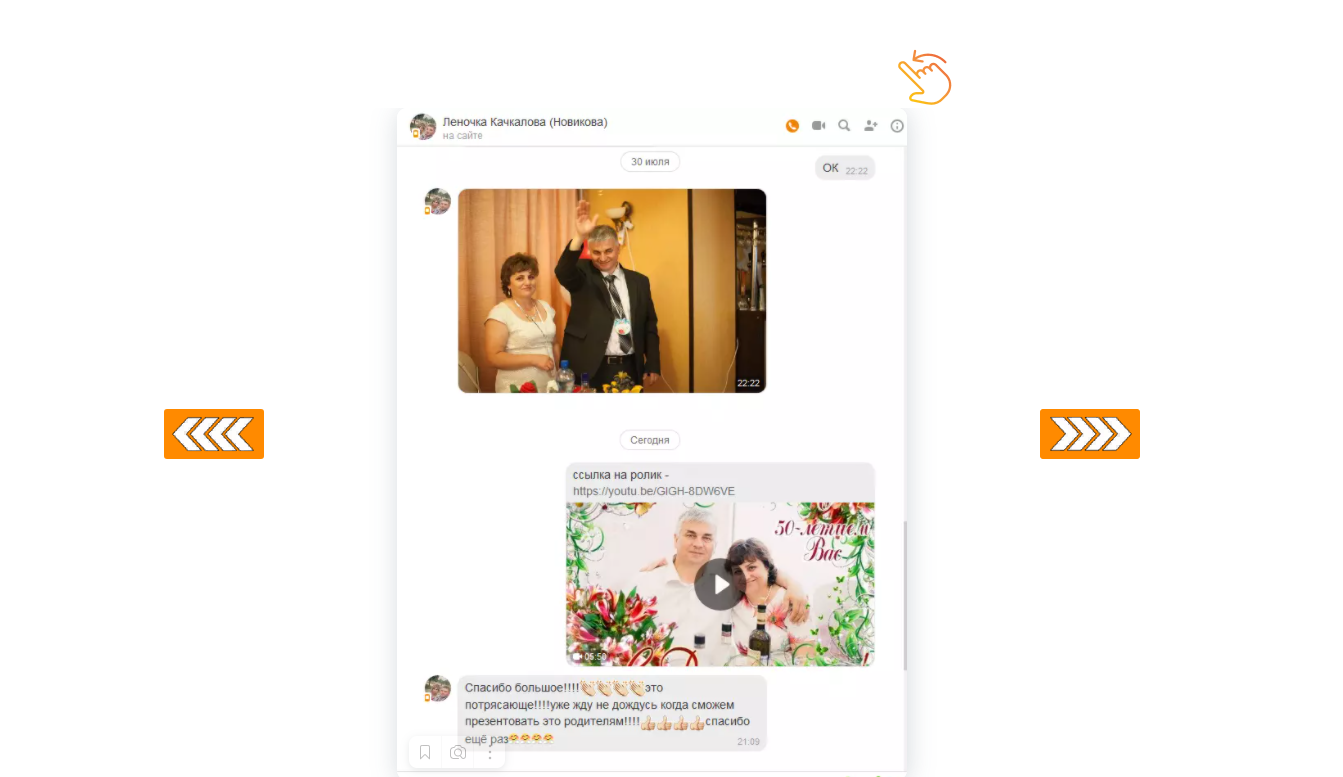 Леночка Качкалова (Новикова)
на сайте
30 июля
ОК 22:22
22:22
Сегодня
ссылка на ролик -
https://youtu.be/GlGH-8DW6VE
50-летием
Вас
05:50
Спасибо большое!!!!👏👏👏👏это
потрясающе!!!!уже жду не дождусь когда сможем
презентовать это родителям!!!!👍👍👍👍спасибо
ещё раз
21:09